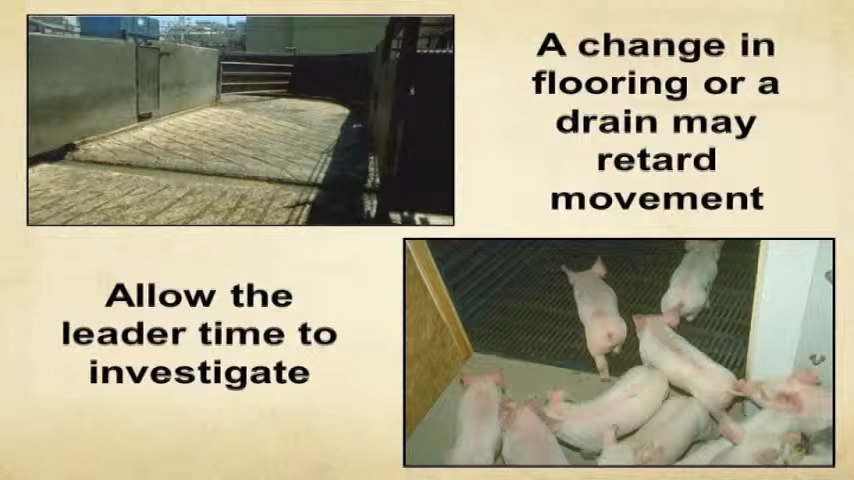 A change in
flooring or a
drain may
retard
movement
Allow the
leader time to
investigate